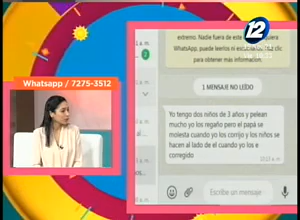 12
Whatsapp / 7275-3512
extremo. Nadie fuera de este
WhatsApp, puede leerlos ni
clic para obtener más información.
1 MENSAJE NO LEÍDO
Yo tengo dos niños de 3 años y pelean
mucho yo los regaño pero el papá se
molesta cuando yo los corrijo y los niños se
hacen al lado de el cuando yo los e
corregido
10:13 a. m.
Escribe un mensaje